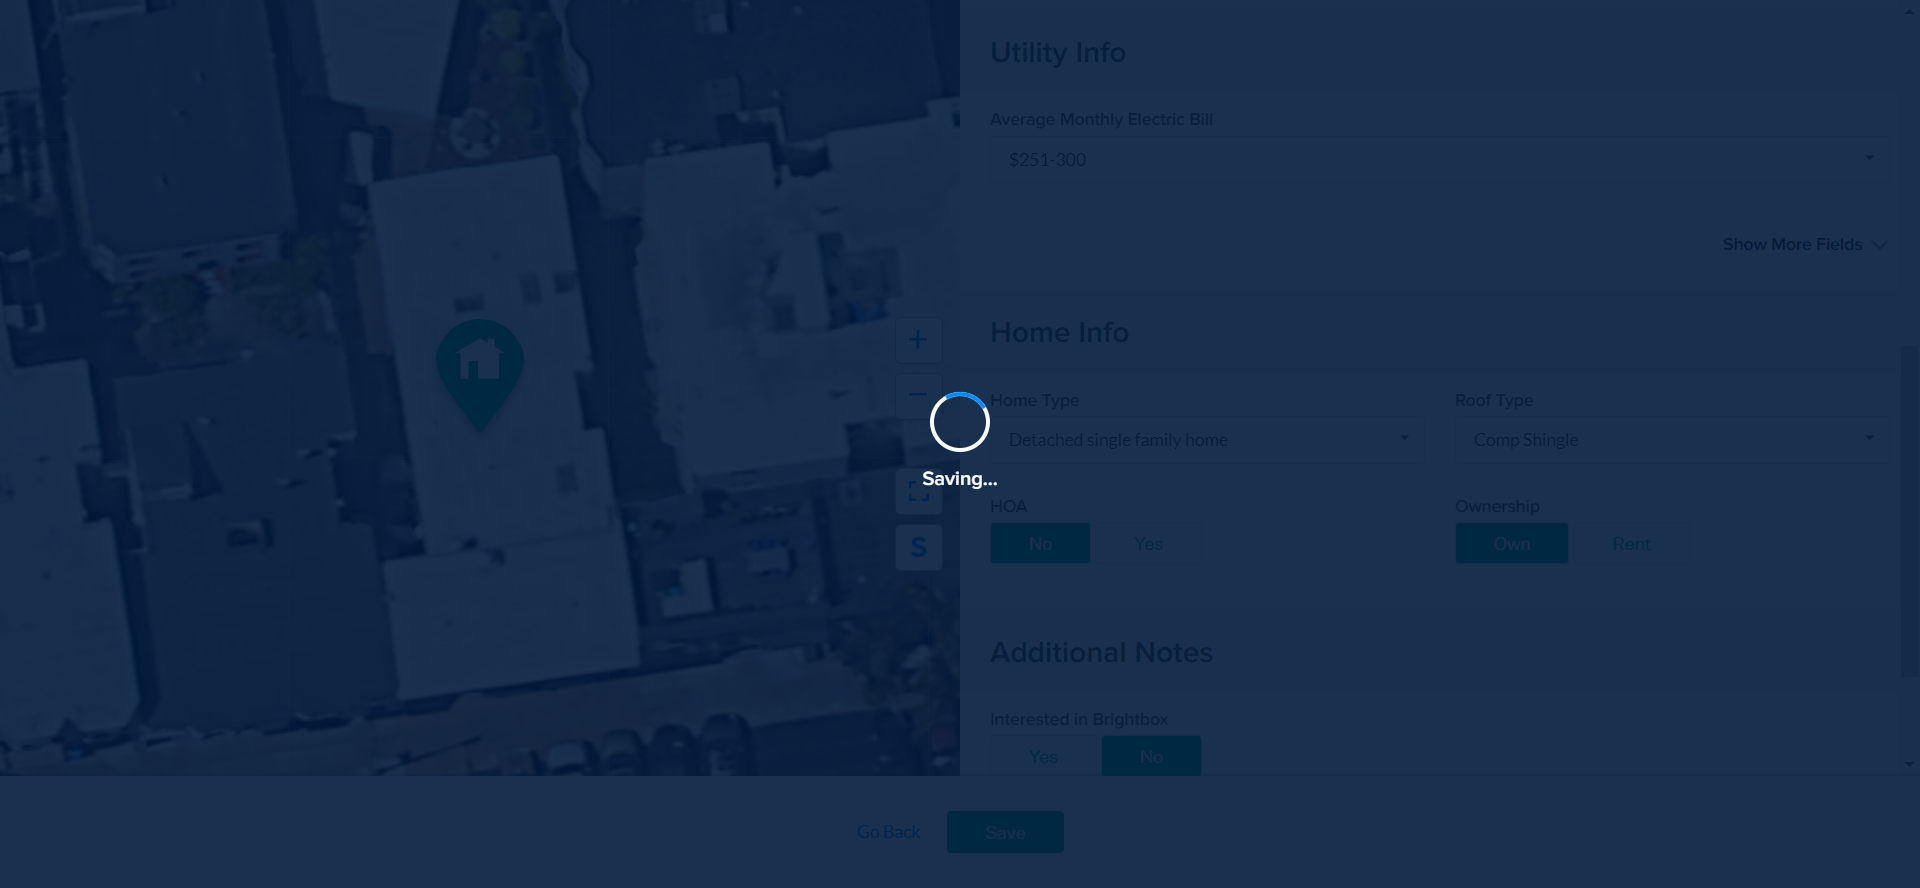 Utility Info
Average Monthly Electric Bill
$251-300
Show More Fields
Home Info
Home Type
Roof Type
Detached single family home
Comp Shingle
Saving...
HOA
Ownership
No
Yes
Own
Rent
S
Additional Notes
Interested in Brightbox
Yes
No
Go Back
Save